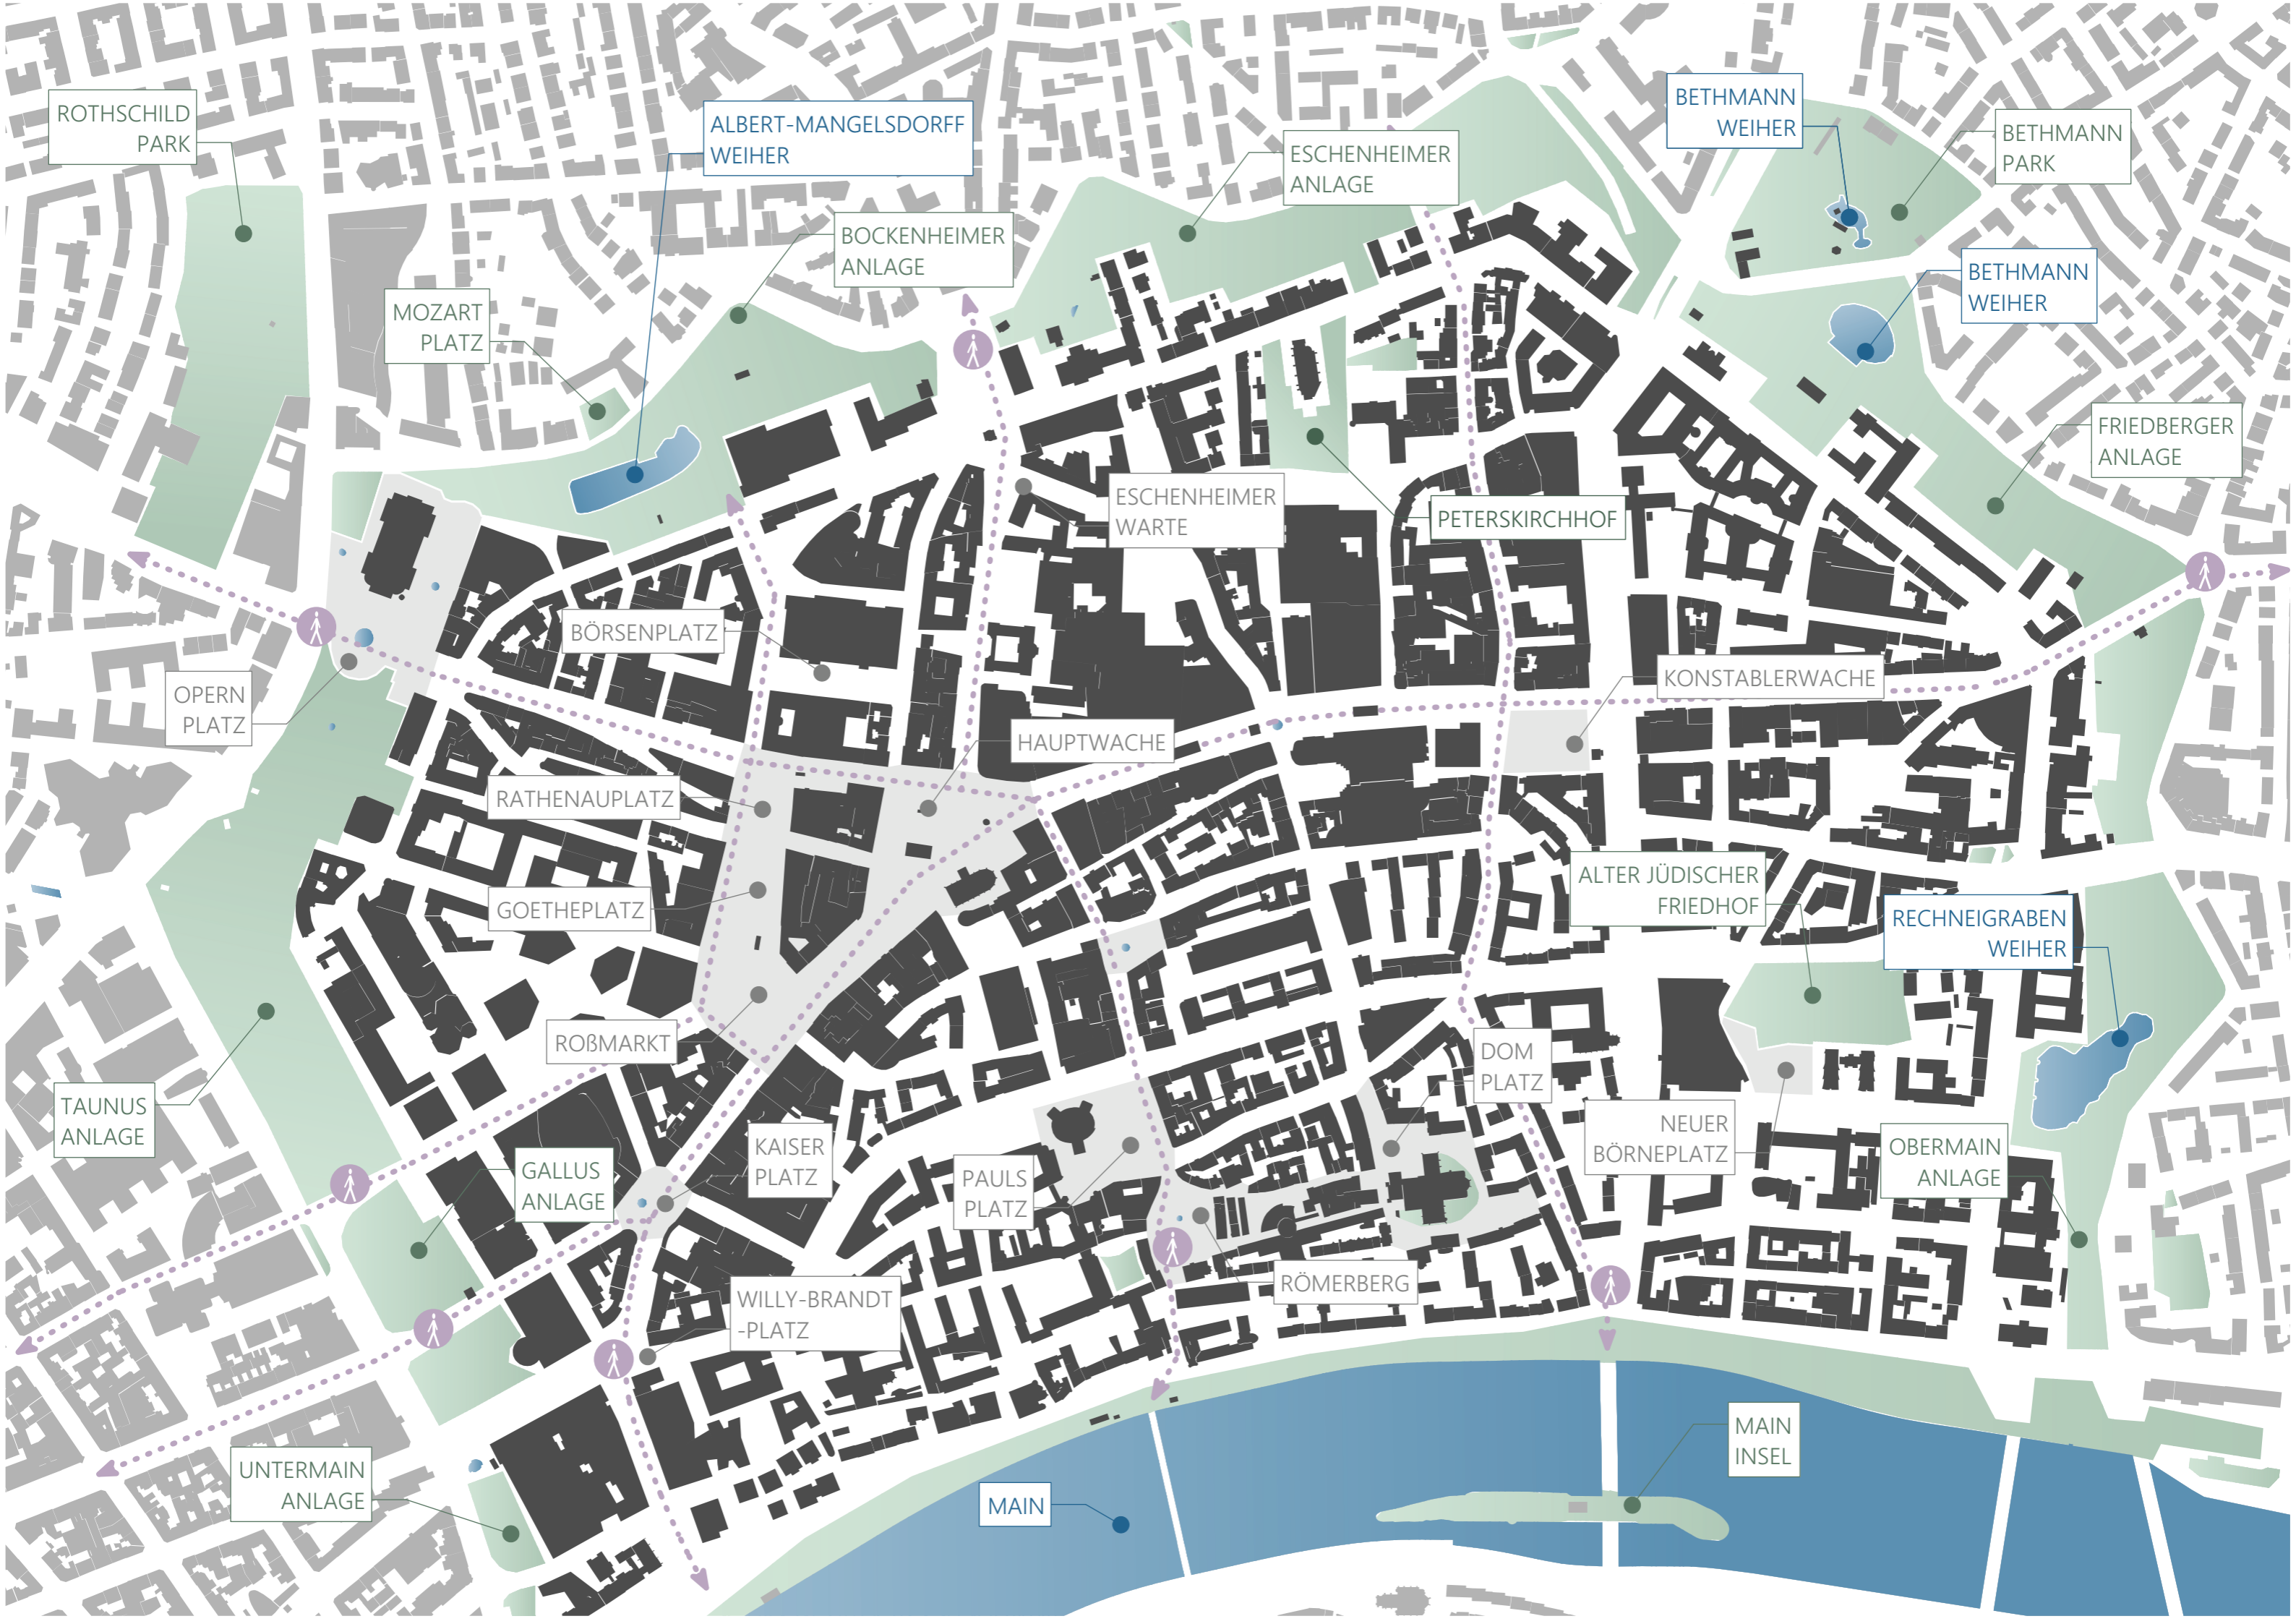 ROTHSCHILD
PARK
ALBERT-MANGELSDORFF
WEIHER
ESCHENHEIMER
ANLAGE
BETHMANN
WEIHER
BETHMANN
PARK
BOCKENHEIMER
ANLAGE
BETHMANN
WEIHER
MOZART
PLATZ
FRIEDBERGER
ANLAGE
ESCHENHEIMER
WARTE
PETERSKIRCHHOF
BÖRSENPLATZ
OPERN
PLATZ
KONSTABLERWACHE
HAUPTWACHE
RATHENAUPLATZ
GOETHEPLATZ
ALTER JÜDISCHER
FRIEDHOF
RECHNEIGRABEN
WEIHER
ROßMARKT
DOM
PLATZ
TAUNUS
ANLAGE
KAISER
PLATZ
NEUER
BÖRNEPLATZ
GALLUS
ANLAGE
PAULS
PLATZ
OBERMAIN
ANLAGE
RÖMERBERG
WILLY-BRANDT
-PLATZ
MAIN
INSEL
UNTERMAIN
ANLAGE
MAIN